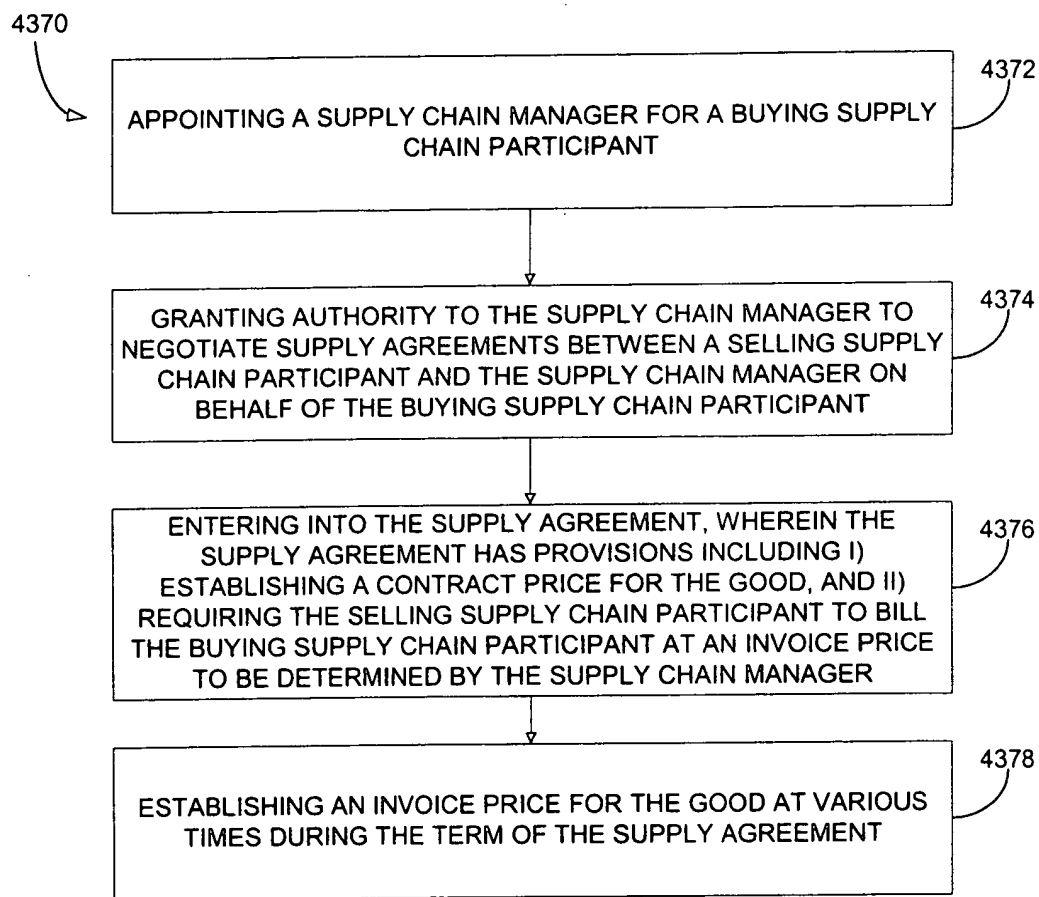 4370
4372
APPOINTING A SUPPLY CHAIN MANAGER FOR A BUYING SUPPLY
CHAIN PARTICIPANT
4374
GRANTING AUTHORITY TO THE SUPPLY CHAIN MANAGER TO
NEGOTIATE SUPPLY AGREEMENTS BETWEEN A SELLING SUPPLY
CHAIN PARTICIPANT AND THE SUPPLY CHAIN MANAGER ON
BEHALF OF THE BUYING SUPPLY CHAIN PARTICIPANT
4376
ENTERING INTO THE SUPPLY AGREEMENT, WHEREIN THE
SUPPLY AGREEMENT HAS PROVISIONS INCLUDING I)
ESTABLISHING A CONTRACT PRICE FOR THE GOOD, AND II)
REQUIRING THE SELLING SUPPLY CHAIN PARTICIPANT TO BILL
THE BUYING SUPPLY CHAIN PARTICIPANT AT AN INVOICE PRICE
TO BE DETERMINED BY THE SUPPLY CHAIN MANAGER
4378
ESTABLISHING AN INVOICE PRICE FOR THE GOOD AT VARIOUS
TIMES DURING THE TERM OF THE SUPPLY AGREEMENT